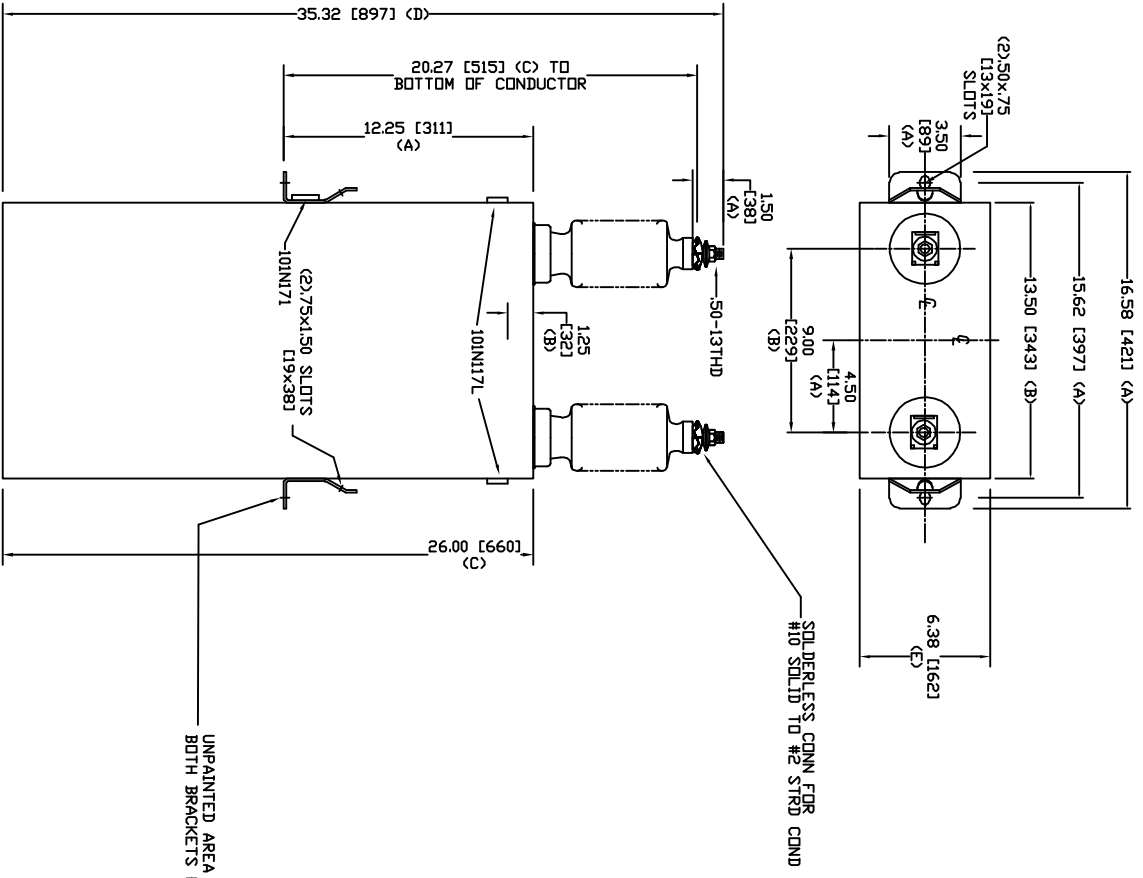 35.32 [897] (D)
20.27 [515] (C) TO
BOTTOM OF CONDUCTOR
12.25 [311]
(A)
(2).50x.75
[13x19]
SLOTS
3.50
[89]
(A)
1.50
[38]
(A)
.50-13THD
16.58 [421] (A)
15.62 [397] (A)
13.50 [343] (B)
9.00
[229]
(B)
4.50
[114]
(A)
6.38 [162]
(E)
CL
CL
101N171
(2).75x1.50 SLOTS
[19x38]
1.25
[32]
(B)
101N117L
26.00 [660]
(C)
SOLDERLESS CONN FOR
#10 SOLID TO #2 STRD COND
UNPAINTED AREA
BOTH BRACKETS